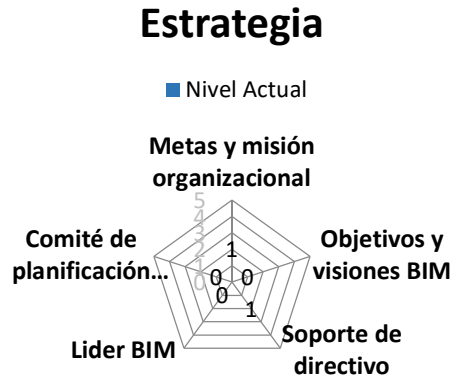 Estrategia
Nivel Actual
Metas y misión
organizacional
5
4
3
2
1
0
1
0
1
0
0
Objetivos y
visiones BIM
Soporte de
directivo
Lider BIM
Comité de
planificación...